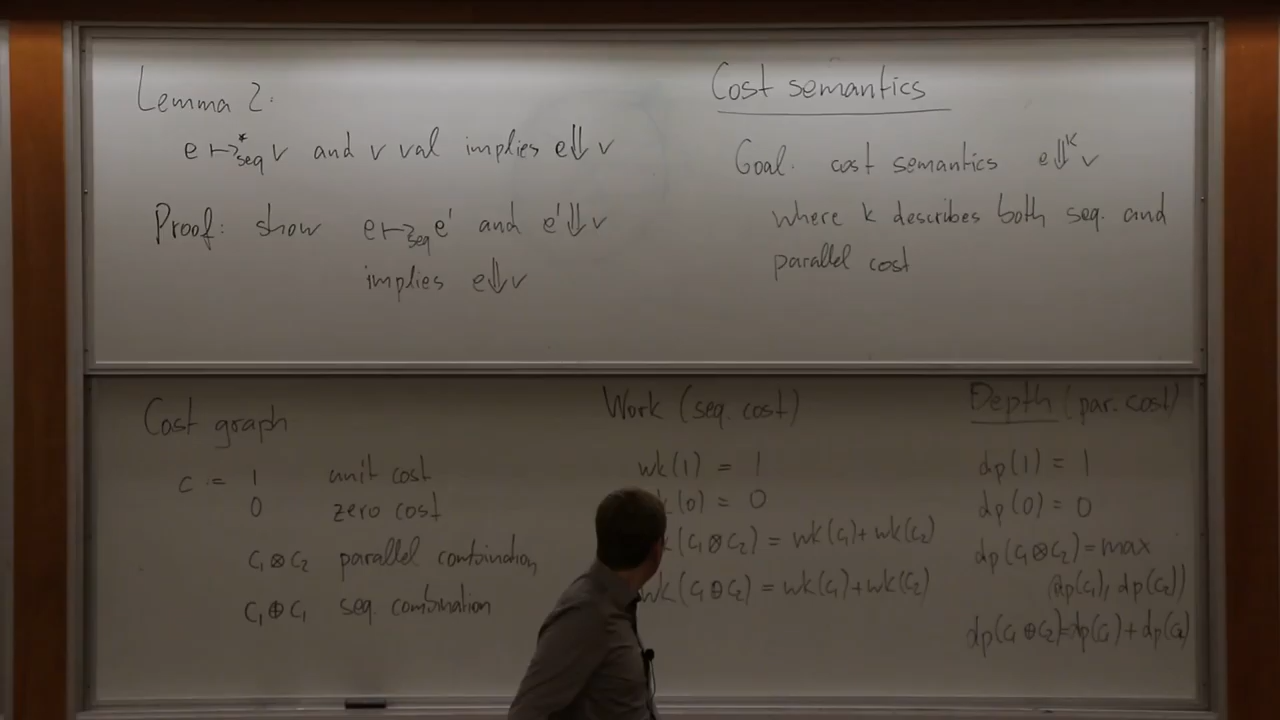 Lemma 2.
e ↦*seq v and v val implies e⇓v
Proof: show e↦seq e' and e'⇓v
implies e⇓v
Cost semantics
Goal. cost semantics e⇓ᵏv
where k describes both seq. and
parallel cost
Cost graph
c := 1 unit cost
0 zero cost
c₁⊗c₂ parallel combination
c₁⊕c₁ seq. combination
Work (seq. cost)
wk(1) = 1
k(0) = 0
k(c₁⊗c₂) = wk(c₁)+wk(c₂)
wk(c₁⊕c₂) = wk(c₁)+wk(c₂)
Depth (par. cost)
dp(1) = 1
dp(0) = 0
dp(c₁⊗c₂)=max
(dp(c₁), dp(c₂))
dp(c₁⊕c₂)=dp(c₁)+dp(c₂)